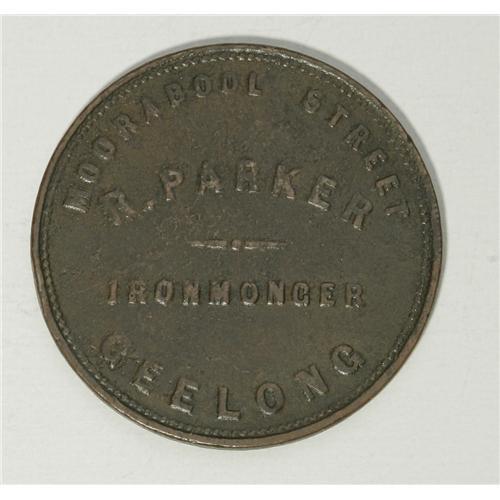 MOORABOOL STREET
R. PARKER
IRONMONGER
GEELONG